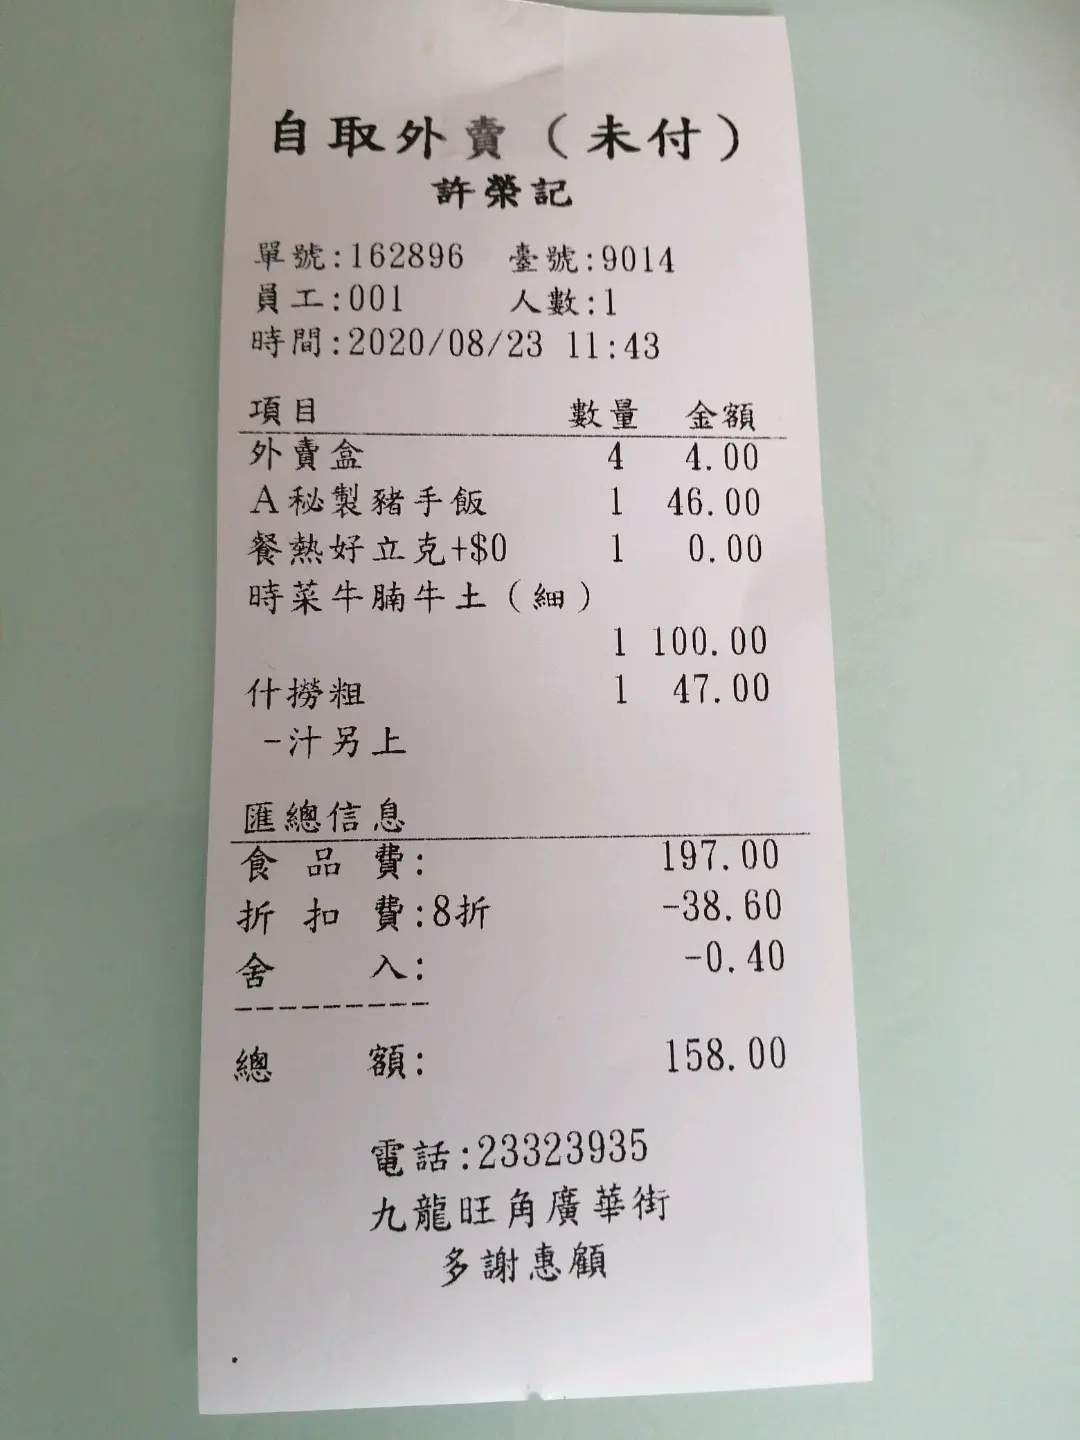 自取外賣（未付）
許榮記
單號:162896 臺號:9014
員工:001 人數:1
時間:2020/08/23 11:43
項目 數量 金額
外賣盒 4 4.00
A秘製豬手飯 1 46.00
餐熱好立克+$0 1 0.00
時菜牛腩牛土（細）
1 100.00
什撈粗 1 47.00
-汁另上
匯總信息
食品費: 197.00
折扣費:8折 -38.60
舍入: -0.40
---------
總額: 158.00
電話:23323935
九龍旺角廣華街
多謝惠顧